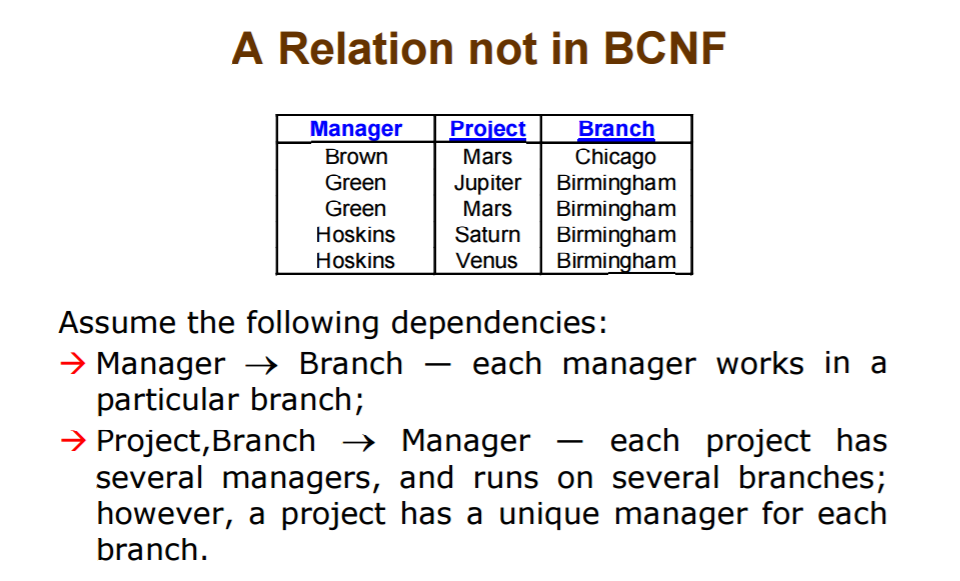 A Relation not in BCNF
Manager Project Branch
Brown Mars Chicago
Green Jupiter Birmingham
Green Mars Birmingham
Hoskins Saturn Birmingham
Hoskins Venus Birmingham
Assume the following dependencies:
→ Manager → Branch — each manager works in a
particular branch;
→ Project,Branch → Manager — each project has
several managers, and runs on several branches;
however, a project has a unique manager for each
branch.